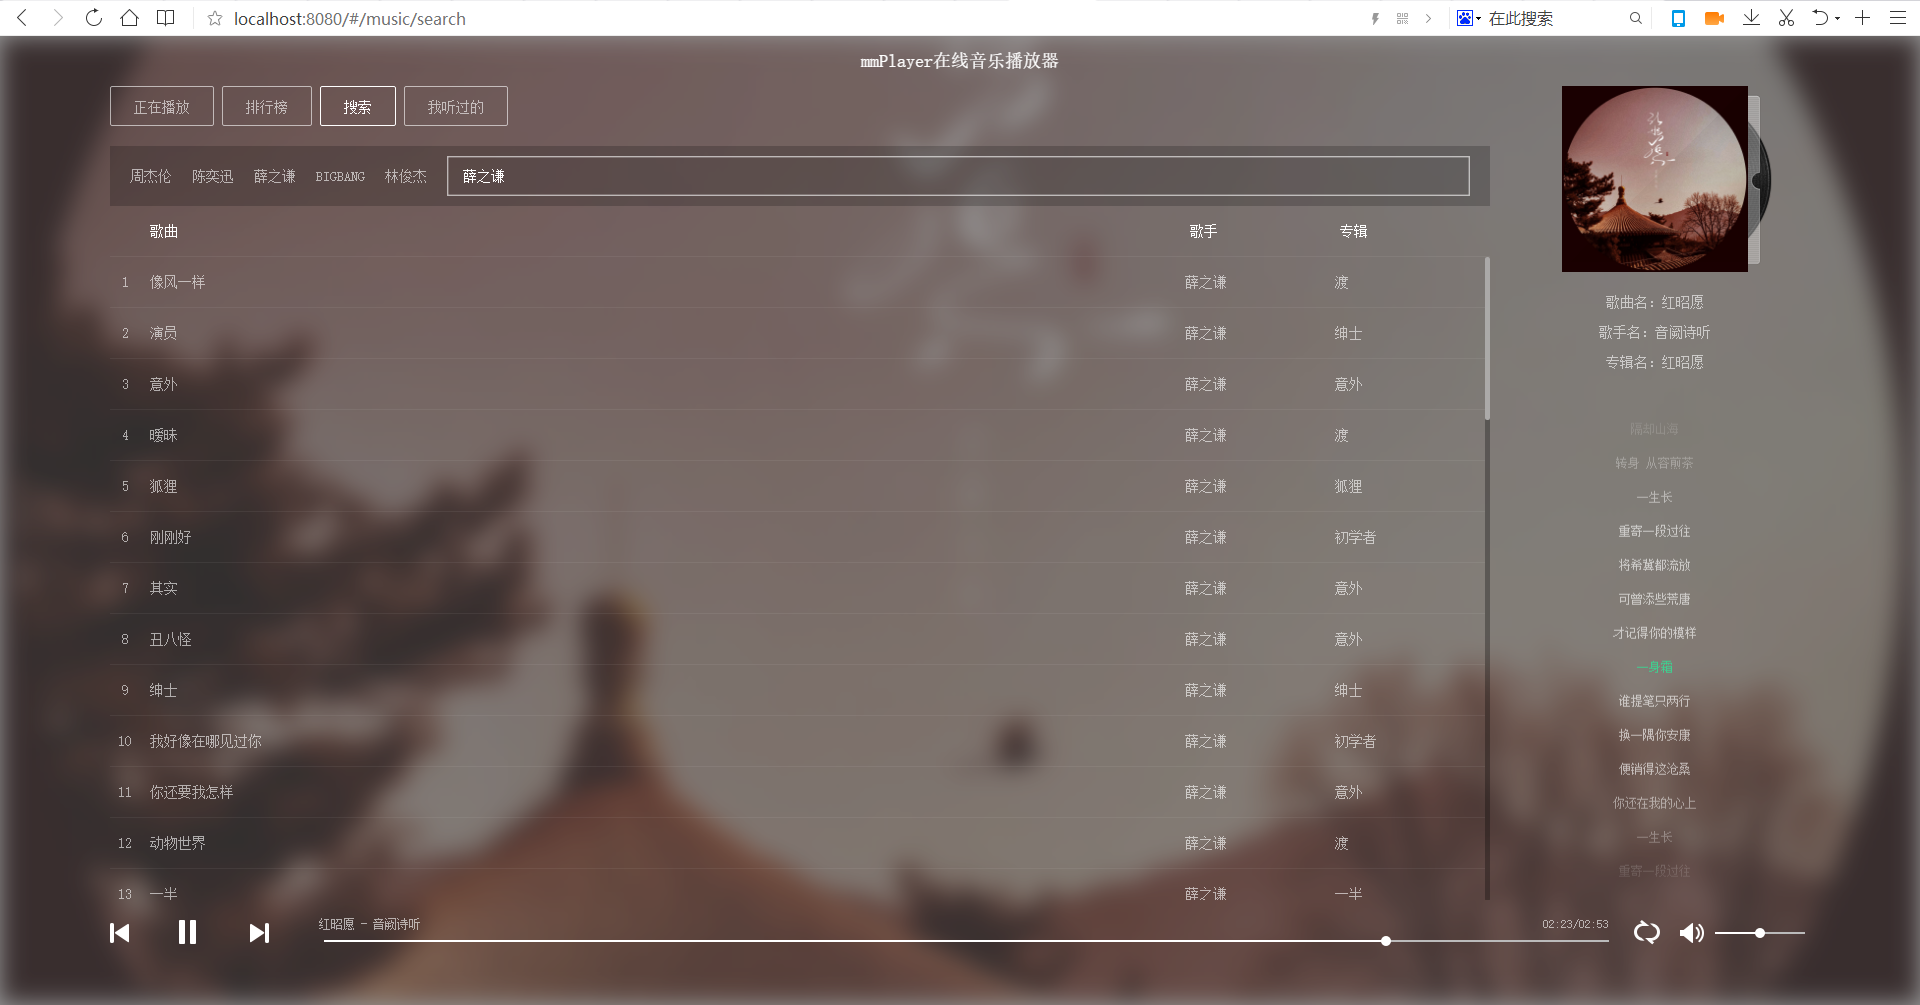 localhost:8080/#/music/search
在此搜索
mmPlayer在线音乐播放器
正在播放 排行榜 搜索 我听过的
周杰伦 陈奕迅 薛之谦 BIGBANG 林俊杰 薛之谦
歌曲 歌手 专辑
1 像风一样 薛之谦 渡
2 演员 薛之谦 绅士
3 意外 薛之谦 意外
4 暧昧 薛之谦 渡
5 狐狸 薛之谦 狐狸
6 刚刚好 薛之谦 初学者
7 其实 薛之谦 意外
8 丑八怪 薛之谦 意外
9 绅士 薛之谦 绅士
10 我好像在哪见过你 薛之谦 初学者
11 你还要我怎样 薛之谦 意外
12 动物世界 薛之谦 渡
13 一半 薛之谦 一半
歌曲名：红昭愿
歌手名：音阙诗听
专辑名：红昭愿
隔却山海
转身 从容煎茶
一生长
重寄一段过往
将希冀都流放
可曾添些荒唐
才记得你的模样
一身霜
谁提笔只两行
换一隅你安康
便销得这沧桑
你还在我的心上
一生长
重寄一段过往
红昭愿 - 音阙诗听
02:23/02:53